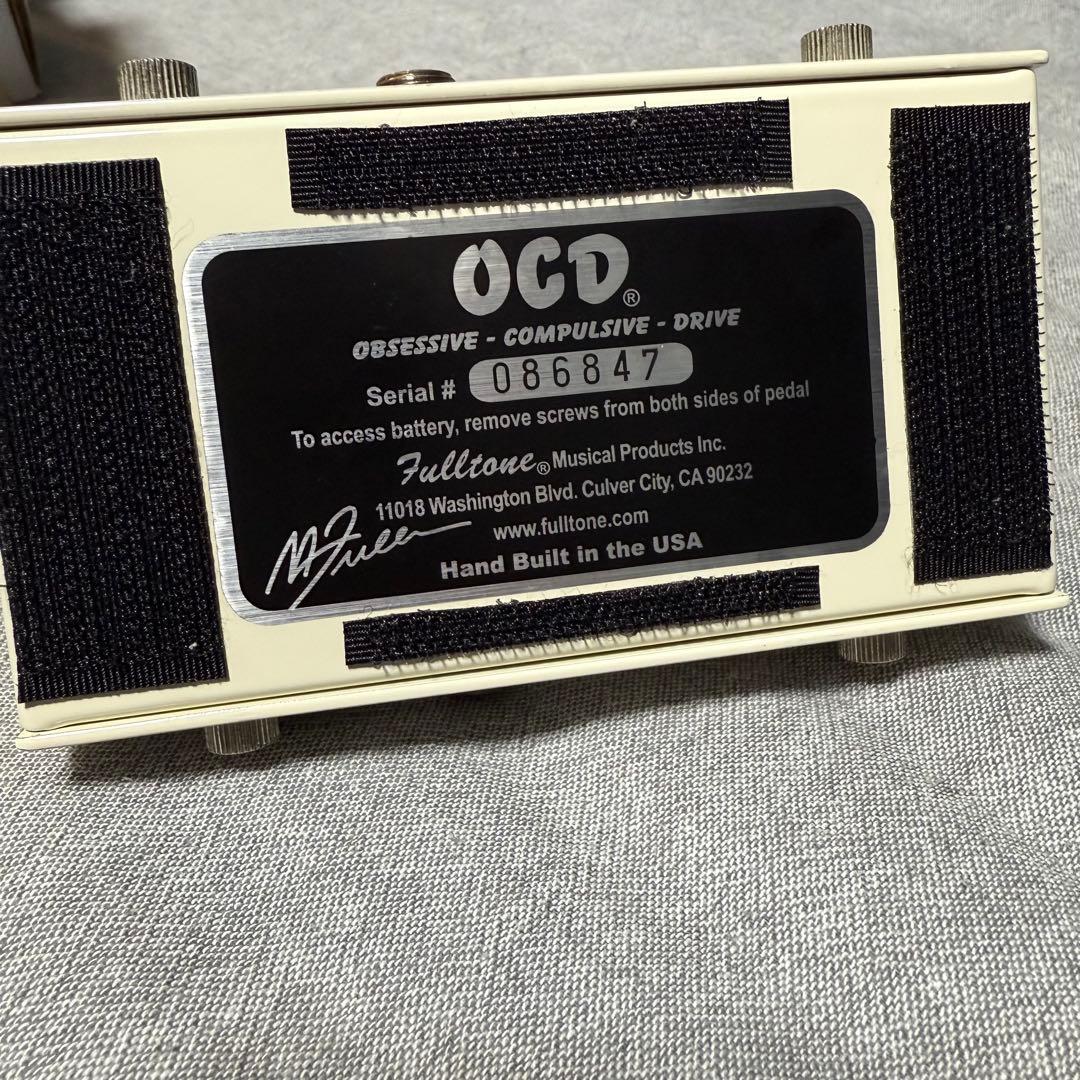 OCD®
OBSESSIVE - COMPULSIVE - DRIVE
Serial # 086847
To access battery, remove screws from both sides of pedal
Fulltone® Musical Products Inc.
11018 Washington Blvd. Culver City, CA 90232
M Fuller
www.fulltone.com
Hand Built in the USA